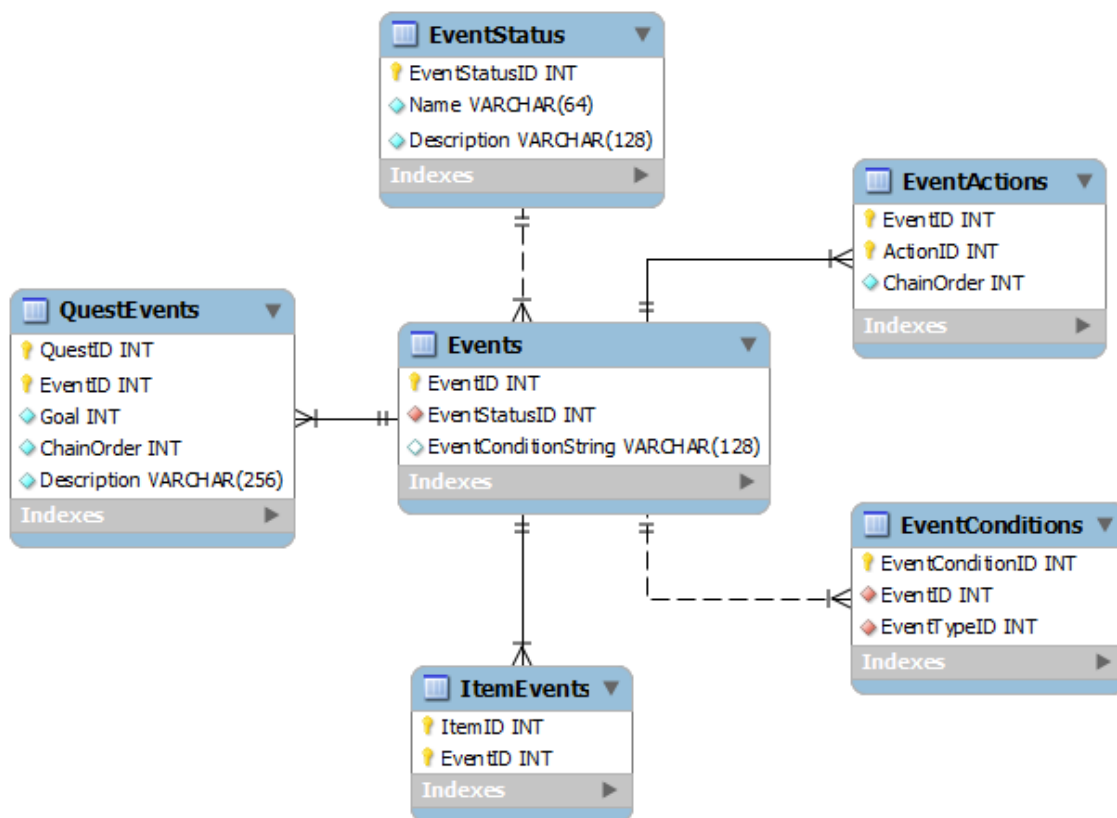 EventStatus
EventStatusID INT
Name VARCHAR(64)
Description VARCHAR(128)
Indexes
EventActions
EventID INT
ActionID INT
ChainOrder INT
Indexes
QuestEvents
QuestID INT
EventID INT
Goal INT
ChainOrder INT
Description VARCHAR(256)
Indexes
Events
EventID INT
EventStatusID INT
EventConditionString VARCHAR(128)
Indexes
EventConditions
EventConditionID INT
EventID INT
EventTypeID INT
Indexes
ItemEvents
ItemID INT
EventID INT
Indexes